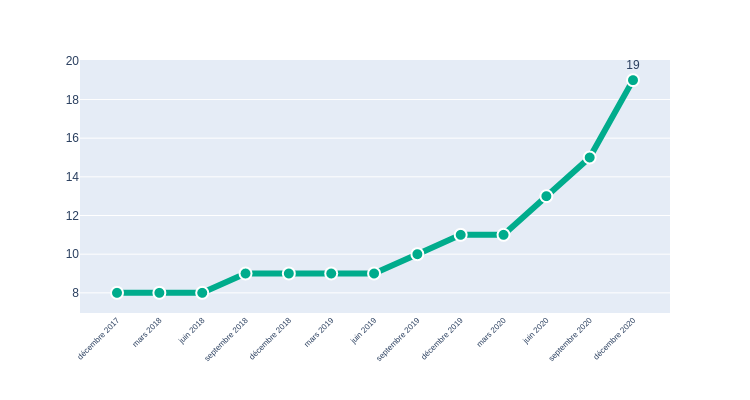 20
18
16
14
12
10
8
19
décembre 2017
mars 2018
juin 2018
septembre 2018
décembre 2018
mars 2019
juin 2019
septembre 2019
décembre 2019
mars 2020
juin 2020
septembre 2020
décembre 2020